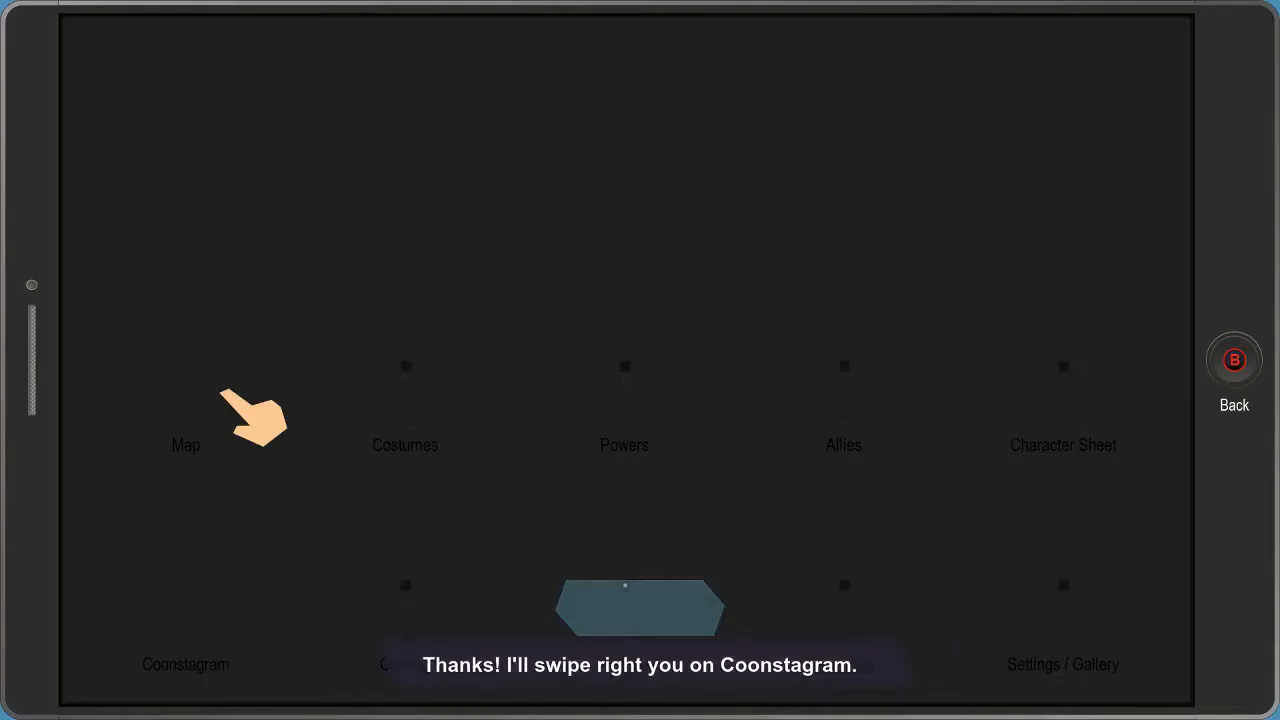 B
Back
Map
Costumes
Powers
Allies
Character Sheet
Coonstagram
Settings / Gallery
Thanks! I'll swipe right you on Coonstagram.